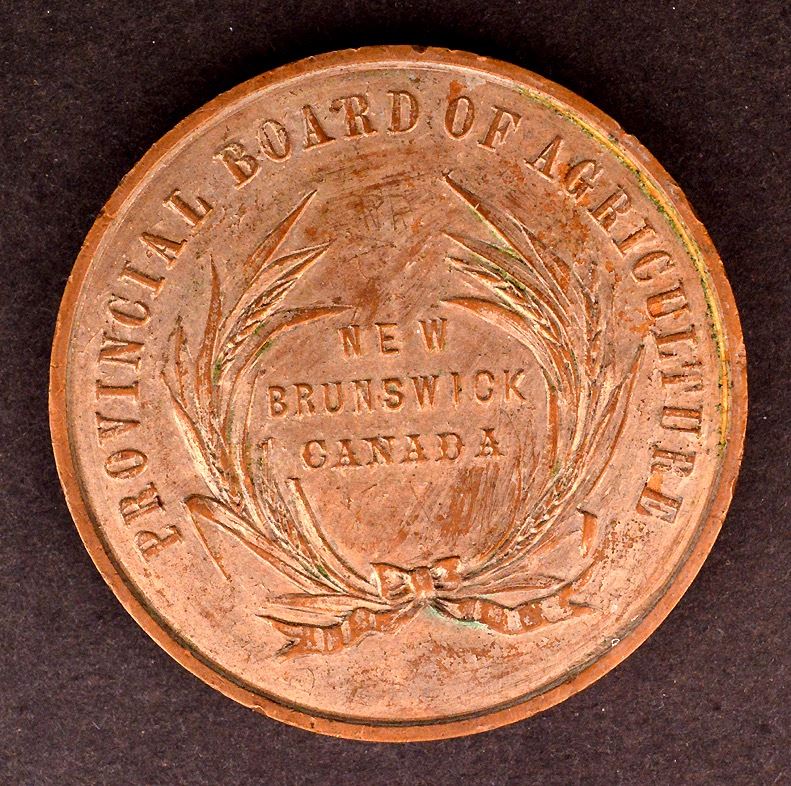 PROVINCIAL BOARD OF AGRICULTURE
NEW
BRUNSWICK
CANADA